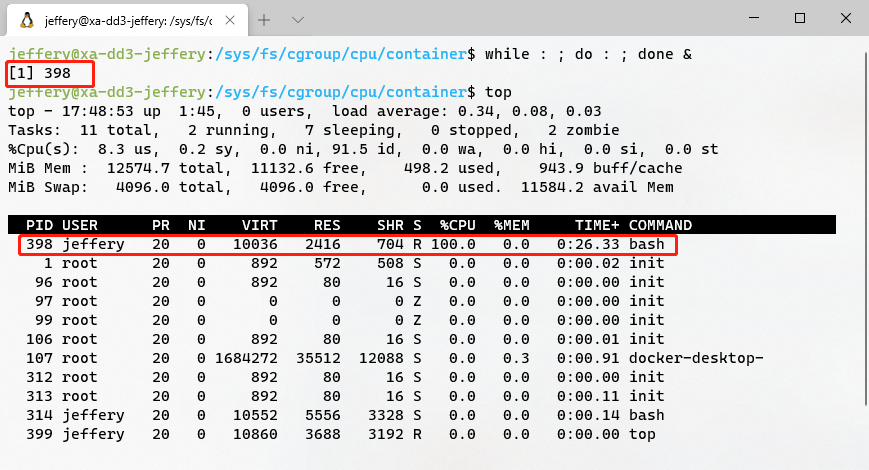 jeffery@xa-dd3-jeffery: /sys/fs/c
jeffery@xa-dd3-jeffery:/sys/fs/cgroup/cpu/container$ while : ; do : ; done &
[1] 398
jeffery@xa-dd3-jeffery:/sys/fs/cgroup/cpu/container$ top
top - 17:48:53 up  1:45,  0 users,  load average: 0.34, 0.08, 0.03
Tasks:  11 total,   2 running,   7 sleeping,   0 stopped,   2 zombie
%Cpu(s):  8.3 us,  0.2 sy,  0.0 ni, 91.5 id,  0.0 wa,  0.0 hi,  0.0 si,  0.0 st
MiB Mem :  12574.7 total,  11132.6 free,    498.2 used,    943.9 buff/cache
MiB Swap:   4096.0 total,   4096.0 free,      0.0 used.  11584.2 avail Mem
PID USER      PR  NI    VIRT    RES    SHR S  %CPU  %MEM     TIME+ COMMAND
398 jeffery   20   0   10036   2416    704 R 100.0   0.0   0:26.33 bash
1 root      20   0     892    572    508 S   0.0   0.0   0:00.02 init
96 root      20   0     892     80     16 S   0.0   0.0   0:00.00 init
97 root      20   0       0      0      0 Z   0.0   0.0   0:00.00 init
99 root      20   0       0      0      0 Z   0.0   0.0   0:00.00 init
106 root      20   0     892     80     16 S   0.0   0.0   0:00.01 init
107 root      20   0 1684272  35512  12088 S   0.0   0.3   0:00.91 docker-desktop-
312 root      20   0     892     80     16 S   0.0   0.0   0:00.00 init
313 root      20   0     892     80     16 S   0.0   0.0   0:00.11 init
314 jeffery   20   0   10552   5556   3328 S   0.0   0.0   0:00.14 bash
399 jeffery   20   0   10860   3688   3192 R   0.0   0.0   0:00.00 top